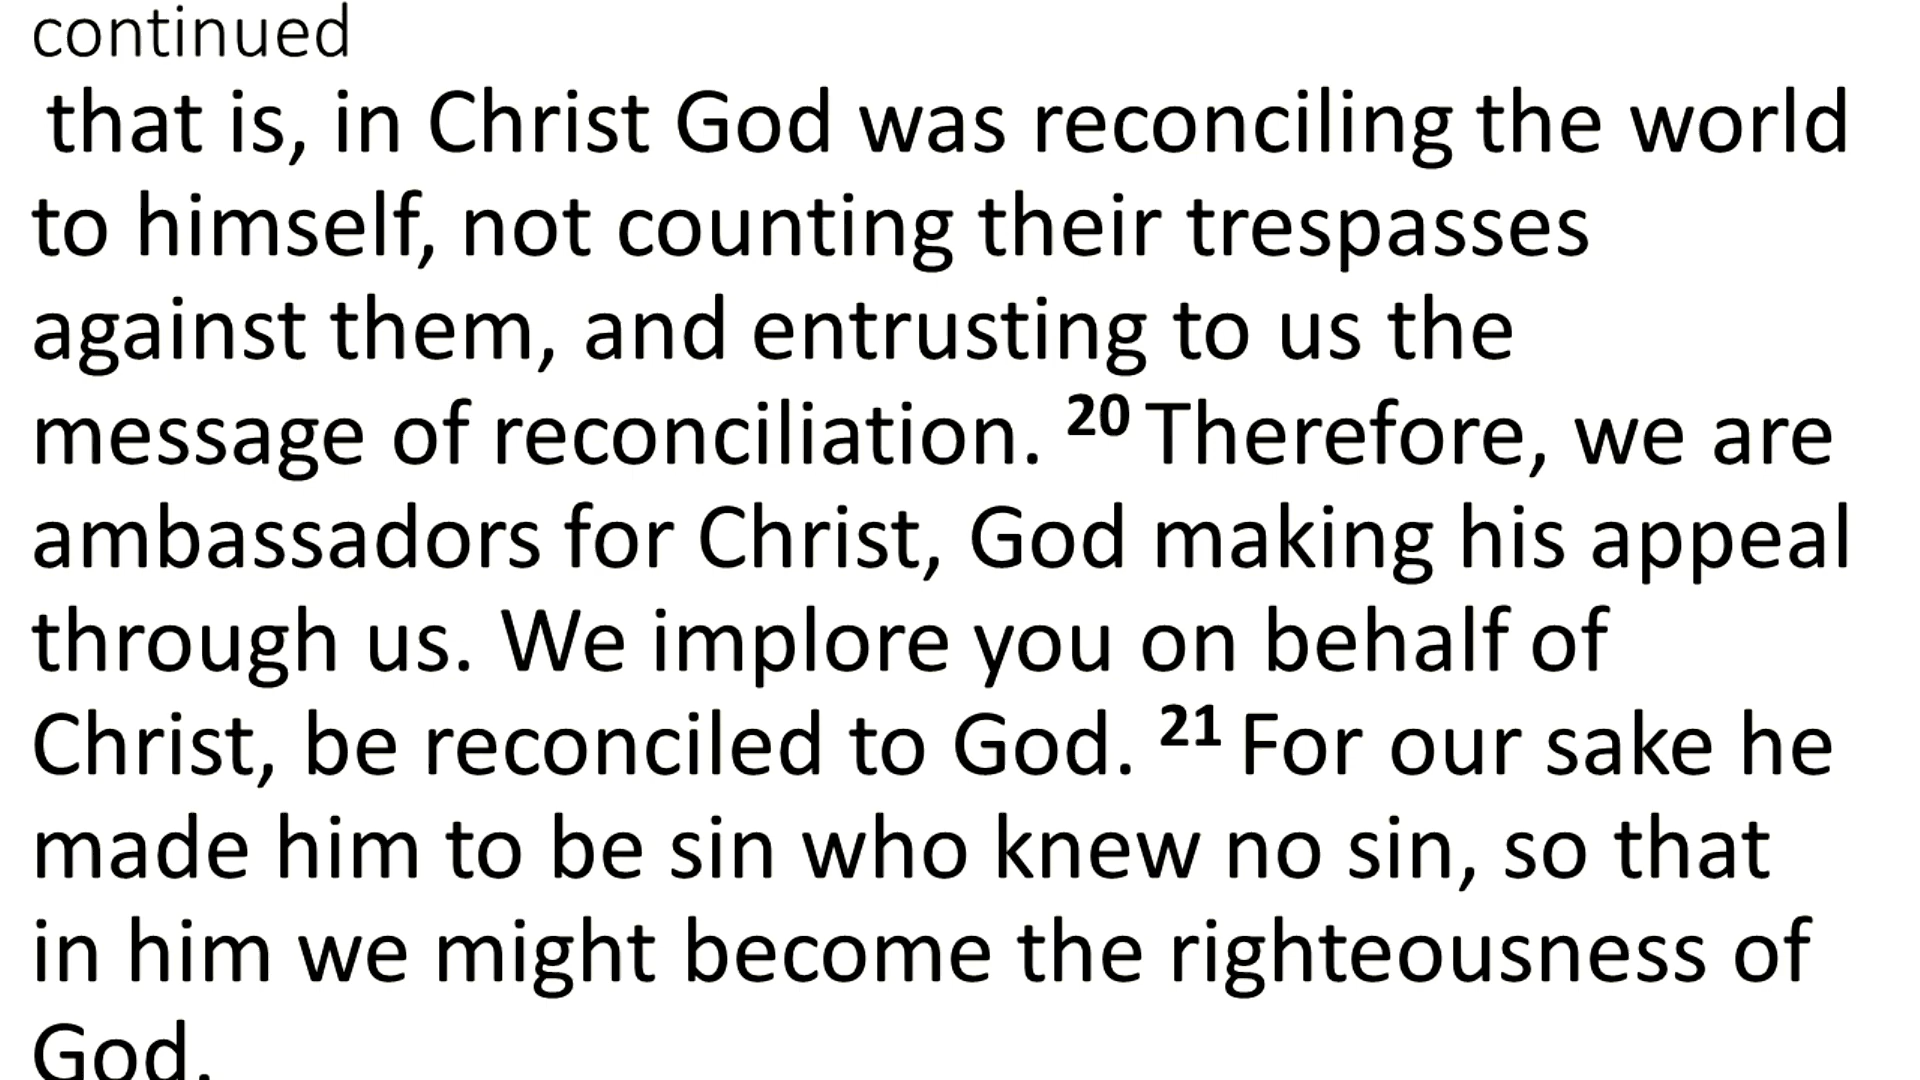 continued
that is, in Christ God was reconciling the world
to himself, not counting their trespasses
against them, and entrusting to us the
message of reconciliation. 20 Therefore, we are
ambassadors for Christ, God making his appeal
through us. We implore you on behalf of
Christ, be reconciled to God. 21 For our sake he
made him to be sin who knew no sin, so that
in him we might become the righteousness of
God.